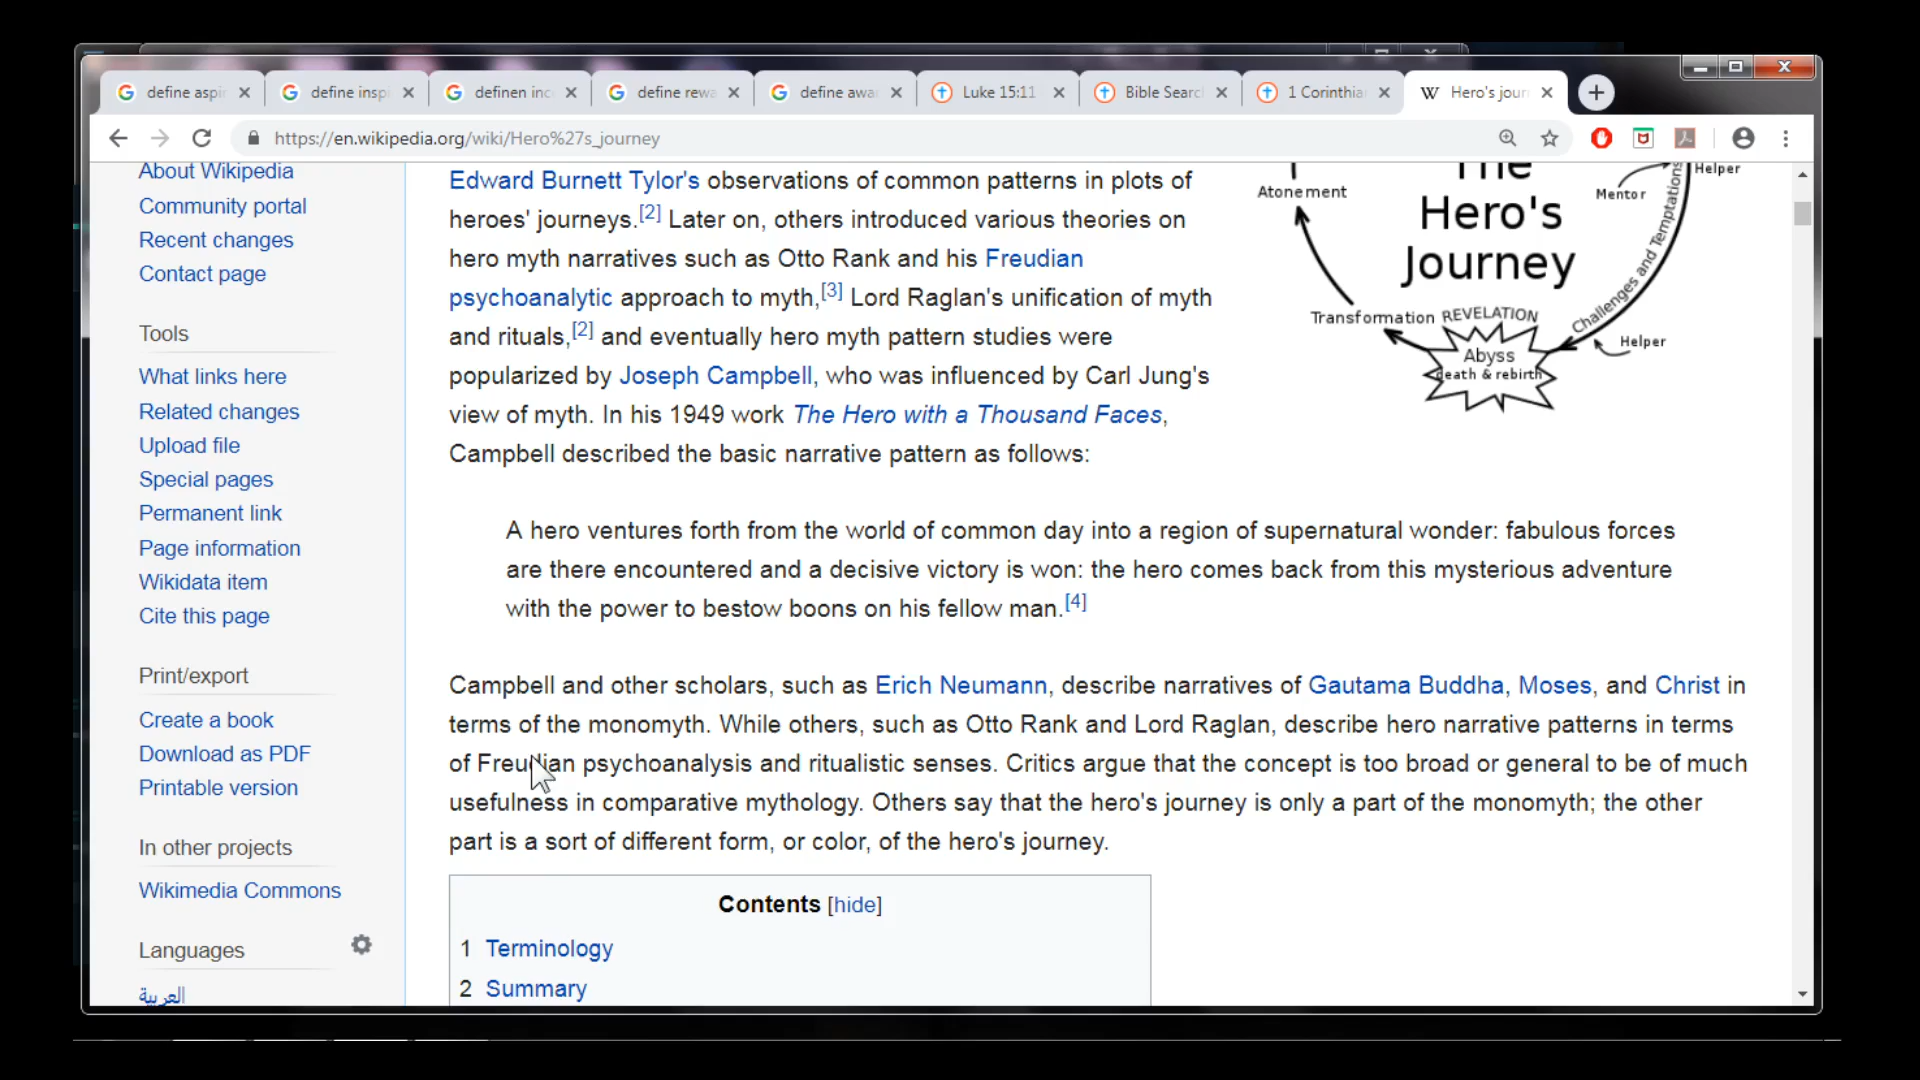 define aspir
define inspi
definen inc
define rewa
define awa
Luke 15:11
Bible Searc
1 Corinthia
W Hero's jour
https://en.wikipedia.org/wiki/Hero%27s_journey
About Wikipedia
Community portal
Recent changes
Contact page
Tools
What links here
Related changes
Upload file
Special pages
Permanent link
Page information
Wikidata item
Cite this page
Print/export
Create a book
Download as PDF
Printable version
In other projects
Wikimedia Commons
Languages
العربية
Edward Burnett Tylor's observations of common patterns in plots of
heroes' journeys.[2] Later on, others introduced various theories on
hero myth narratives such as Otto Rank and his Freudian
psychoanalytic approach to myth,[3] Lord Raglan's unification of myth
and rituals,[2] and eventually hero myth pattern studies were
popularized by Joseph Campbell, who was influenced by Carl Jung's
view of myth. In his 1949 work The Hero with a Thousand Faces,
Campbell described the basic narrative pattern as follows:
The
Hero's
Journey
Atonement
Mentor
Helper
Challenges and Temptations
Transformation
REVELATION
Helper
Abyss
death & rebirth
A hero ventures forth from the world of common day into a region of supernatural wonder: fabulous forces
are there encountered and a decisive victory is won: the hero comes back from this mysterious adventure
with the power to bestow boons on his fellow man.[4]
Campbell and other scholars, such as Erich Neumann, describe narratives of Gautama Buddha, Moses, and Christ in
terms of the monomyth. While others, such as Otto Rank and Lord Raglan, describe hero narrative patterns in terms
of Freudian psychoanalysis and ritualistic senses. Critics argue that the concept is too broad or general to be of much
usefulness in comparative mythology. Others say that the hero's journey is only a part of the monomyth; the other
part is a sort of different form, or color, of the hero's journey.
Contents [hide]
1 Terminology
2 Summary